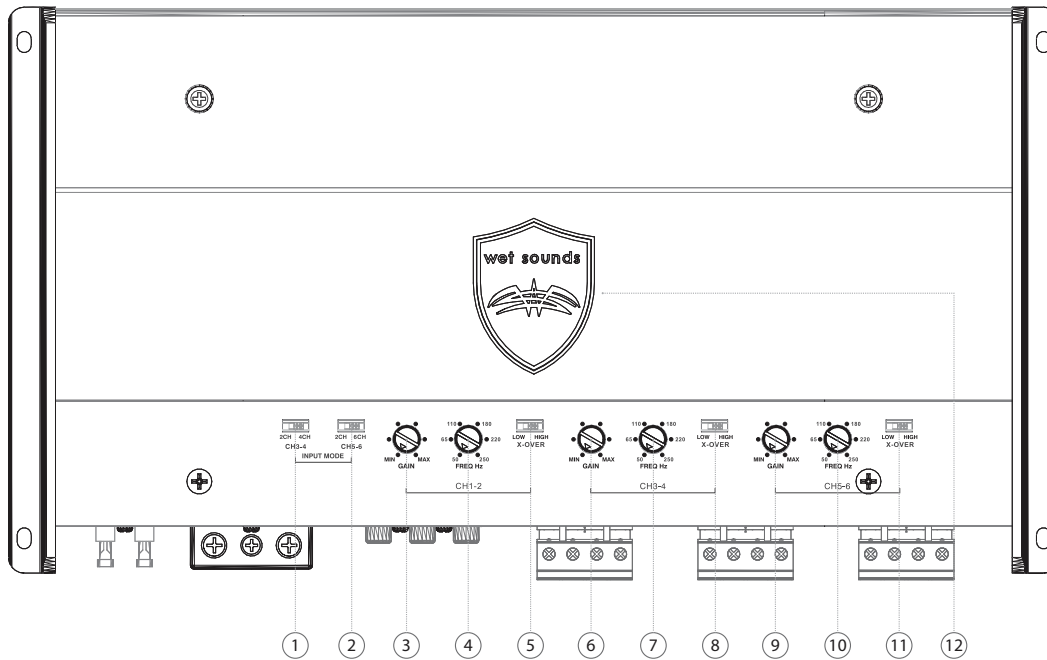 wet sounds
2CH 4CH
CH3-4
2CH 6CH
CH5-6
INPUT MODE
MIN MAX
GAIN
110 180
65 220
50 250
FREQ Hz
LOW HIGH
X-OVER
CH1-2
MIN MAX
GAIN
110 180
65 220
50 250
FREQ Hz
LOW HIGH
X-OVER
CH3-4
MIN MAX
GAIN
110 180
65 220
50 250
FREQ Hz
LOW HIGH
X-OVER
CH5-6
1 2 3 4 5 6 7 8 9 10 11 12